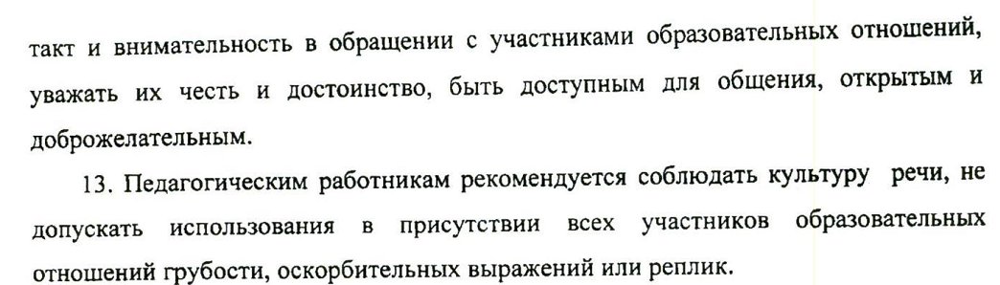 такт и внимательность в обращении с участниками образовательных отношений,
уважать их честь и достоинство, быть доступным для общения, открытым и
доброжелательным.
13. Педагогическим работникам рекомендуется соблюдать культуру речи, не
допускать использования в присутствии всех участников образовательных
отношений грубости, оскорбительных выражений или реплик.